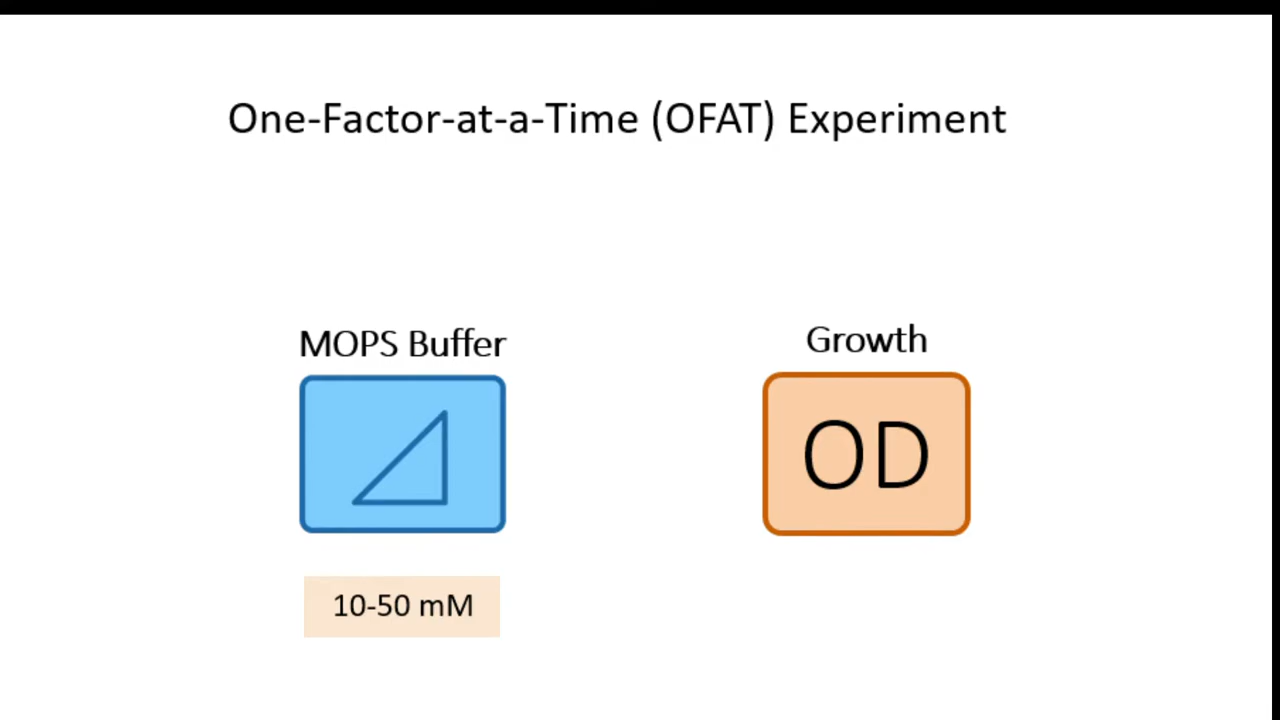 One-Factor-at-a-Time (OFAT) Experiment
MOPS Buffer
Growth
OD
10-50 mM